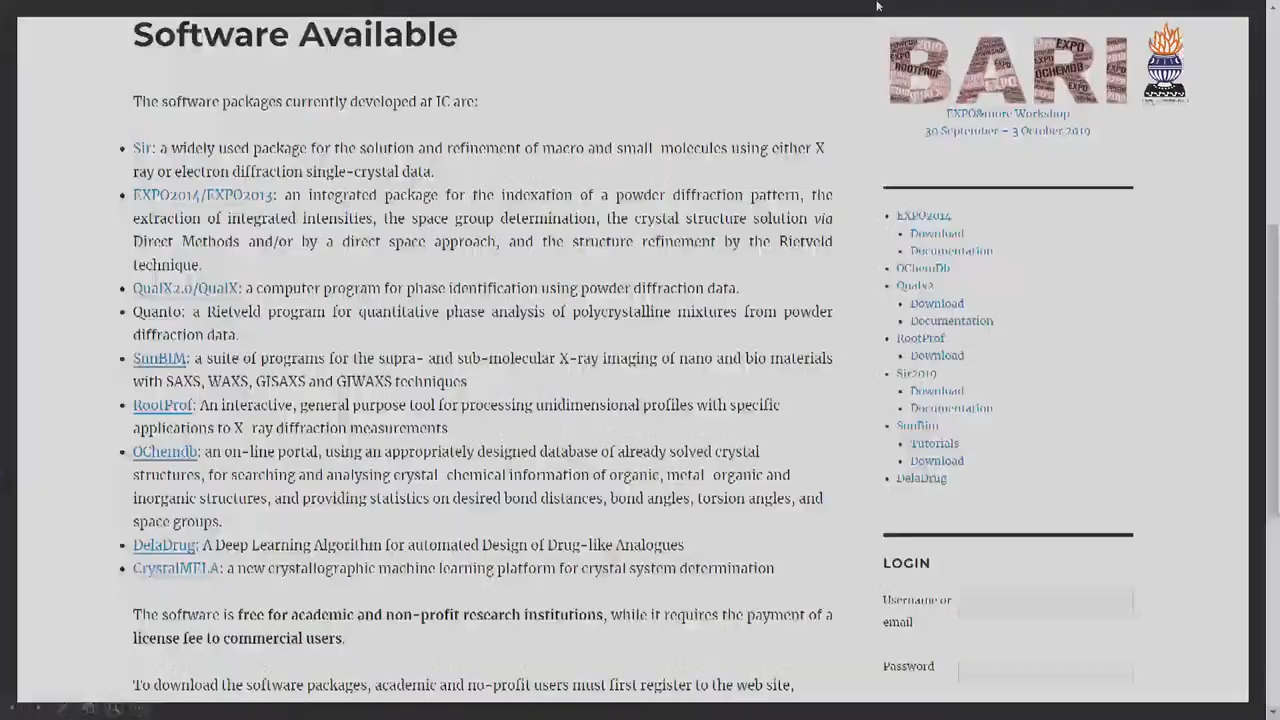 Software Available
The software packages currently developed at IC are:
Sir: a widely used package for the solution and refinement of macro and small molecules using either X
ray or electron diffraction single-crystal data.
EXPO2014/EXPO2013: an integrated package for the indexation of a powder diffraction pattern, the
extraction of integrated intensities, the space group determination, the crystal structure solution via
Direct Methods and/or by a direct space approach, and the structure refinement by the Rietveld
technique.
QualX2.0/QualX: a computer program for phase identification using powder diffraction data.
Quanto: a Rietveld program for quantitative phase analysis of polycrystalline mixtures from powder
diffraction data.
SunBIM: a suite of programs for the supra- and sub-molecular X-ray imaging of nano and bio materials
with SAXS, WAXS, GISAXS and GIWAXS techniques
RootProf: An interactive, general purpose tool for processing unidimensional profiles with specific
applications to X ray diffraction measurements
OChemdb: an on-line portal, using an appropriately designed database of already solved crystal
structures, for searching and analysing crystal chemical information of organic, metal organic and
inorganic structures, and providing statistics on desired bond distances, bond angles, torsion angles, and
space groups.
DelaDrug: A Deep Learning Algorithm for automated Design of Drug-like Analogues
CrystalMELA: a new crystallographic machine learning platform for crystal system determination
The software is free for academic and non-profit research institutions, while it requires the payment of a
license fee to commercial users.
To download the software packages, academic and no-profit users must first register to the web site,
BARI
EXPO&more Workshop
30 September – 3 October 2019
EXPO2014
Download
Documentation
OChemDb
Qualx2
Download
Documentation
RootProf
Download
Sir2019
Download
Documentation
SunBim
Tutorials
Download
DelaDrug
LOGIN
Username or
email
Password